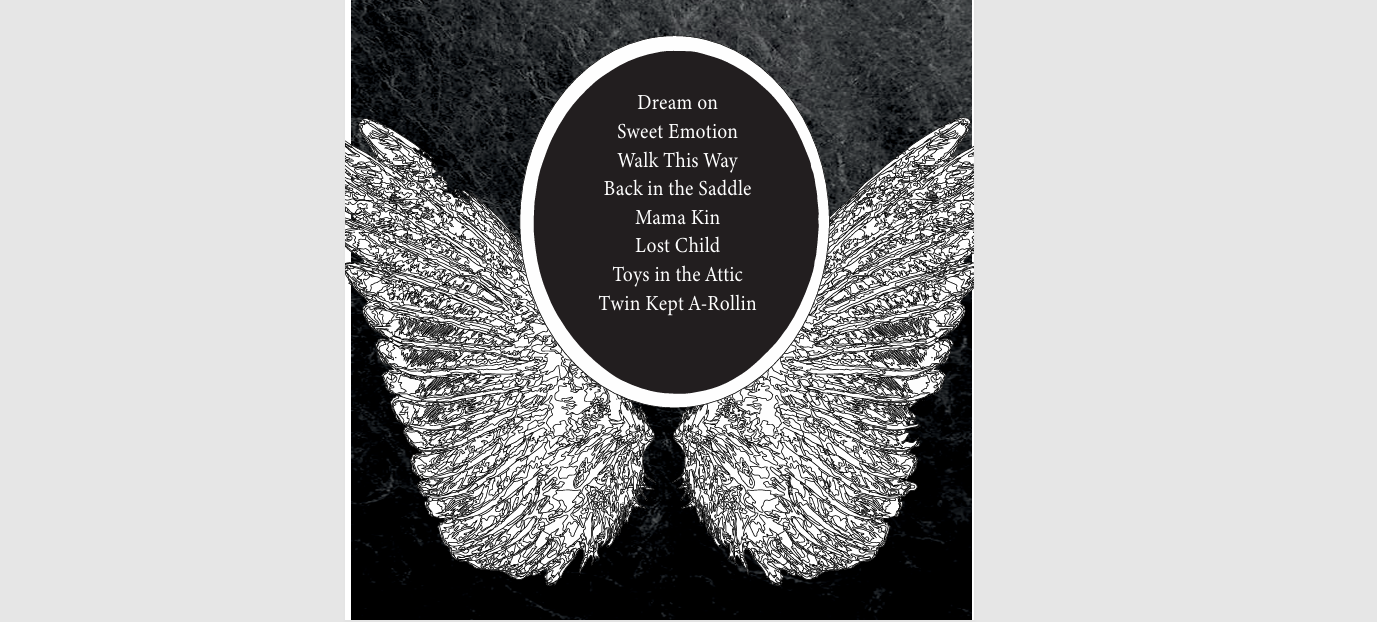 Dream on
Sweet Emotion
Walk This Way
Back in the Saddle
Mama Kin
Lost Child
Toys in the Attic
Twin Kept A-Rollin